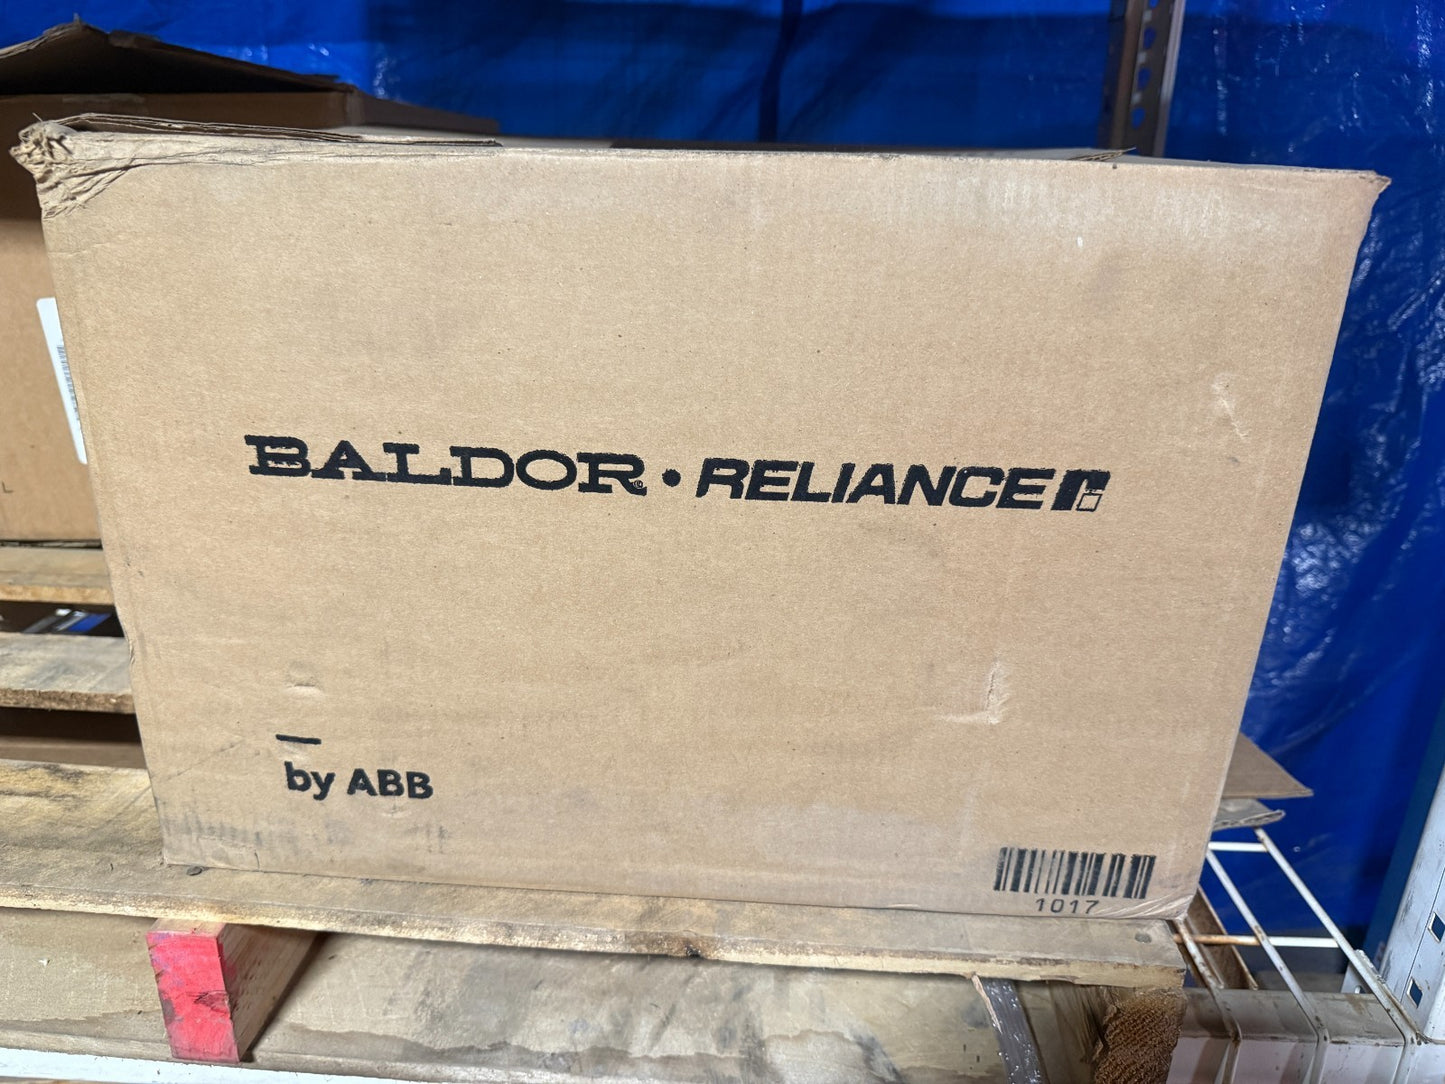 BALDOR® • RELIANCE
by ABB
1017
L